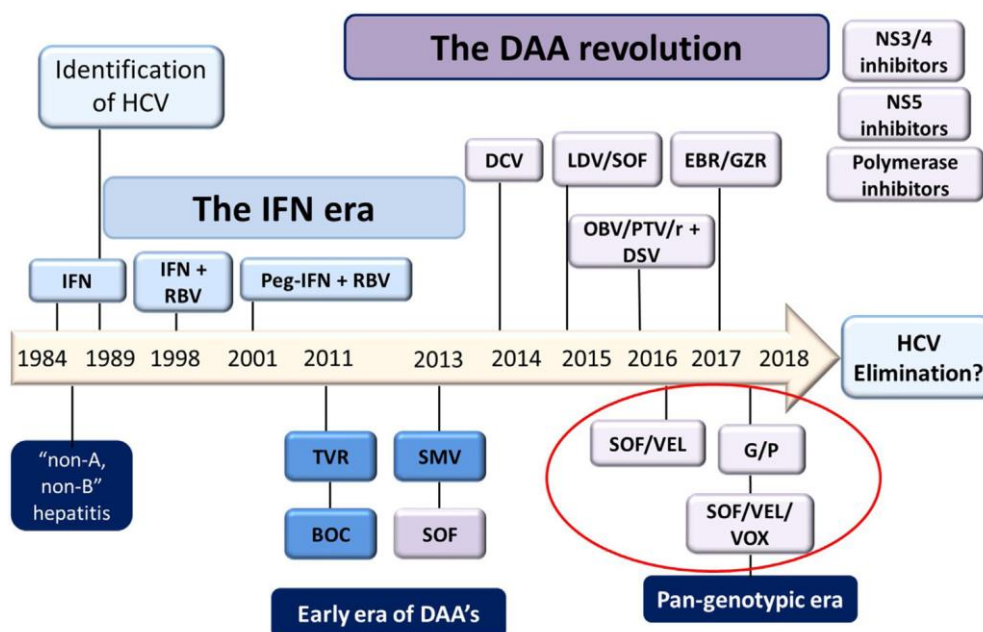 The DAA revolution
NS3/4
inhibitors
Identification
of HCV
NS5
inhibitors
DCV
LDV/SOF
EBR/GZR
Polymerase
inhibitors
The IFN era
OBV/PTV/r +
DSV
IFN
IFN +
RBV
Peg-IFN + RBV
1984
1989
1998
2001
2011
2013
2014
2015
2016
2017
2018
HCV
Elimination?
"non-A,
non-B"
hepatitis
TVR
SMV
SOF/VEL
G/P
BOC
SOF
SOF/VEL/
VOX
Early era of DAA's
Pan-genotypic era